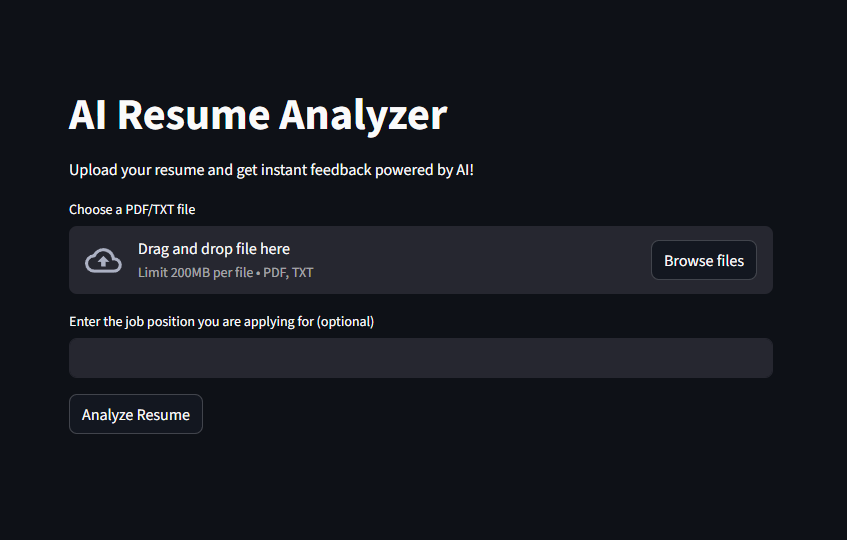 AI Resume Analyzer
Upload your resume and get instant feedback powered by AI!
Choose a PDF/TXT file
Drag and drop file here
Limit 200MB per file • PDF, TXT
Browse files
Enter the job position you are applying for (optional)
Analyze Resume